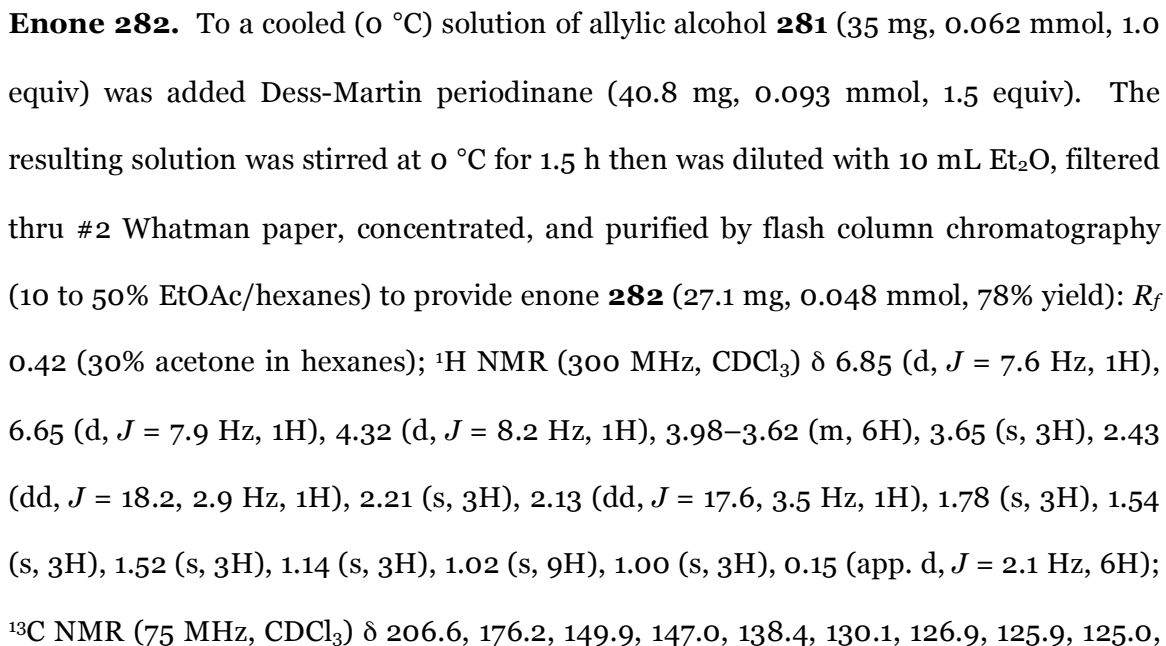 Enone 282. To a cooled (0 °C) solution of allylic alcohol 281 (35 mg, 0.062 mmol, 1.0
equiv) was added Dess-Martin periodinane (40.8 mg, 0.093 mmol, 1.5 equiv). The
resulting solution was stirred at 0 °C for 1.5 h then was diluted with 10 mL Et₂O, filtered
thru #2 Whatman paper, concentrated, and purified by flash column chromatography
(10 to 50% EtOAc/hexanes) to provide enone 282 (27.1 mg, 0.048 mmol, 78% yield): Rf
0.42 (30% acetone in hexanes); ¹H NMR (300 MHz, CDCl₃) δ 6.85 (d, J = 7.6 Hz, 1H),
6.65 (d, J = 7.9 Hz, 1H), 4.32 (d, J = 8.2 Hz, 1H), 3.98–3.62 (m, 6H), 3.65 (s, 3H), 2.43
(dd, J = 18.2, 2.9 Hz, 1H), 2.21 (s, 3H), 2.13 (dd, J = 17.6, 3.5 Hz, 1H), 1.78 (s, 3H), 1.54
(s, 3H), 1.52 (s, 3H), 1.14 (s, 3H), 1.02 (s, 9H), 1.00 (s, 3H), 0.15 (app. d, J = 2.1 Hz, 6H);
¹³C NMR (75 MHz, CDCl₃) δ 206.6, 176.2, 149.9, 147.0, 138.4, 130.1, 126.9, 125.9, 125.0,